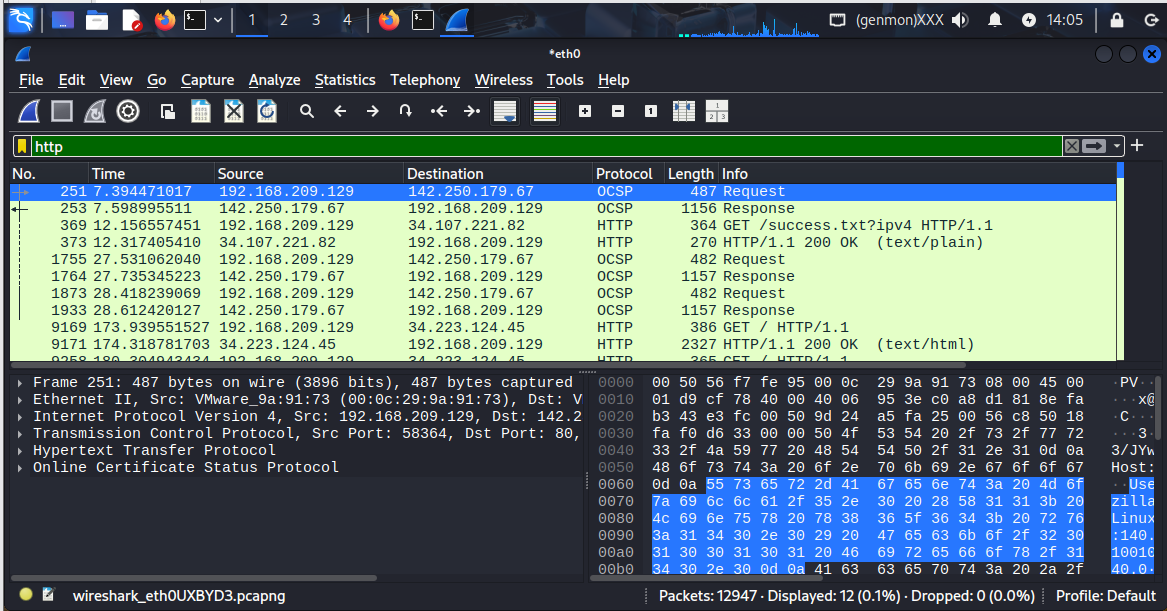 1 2 3 4 (genmon)XXX 14:05
*eth0
File Edit View Go Capture Analyze Statistics Telephony Wireless Tools Help
http
No. Time Source Destination Protocol Length Info
251 7.394471017 192.168.209.129 142.250.179.67 OCSP 487 Request
253 7.598995511 142.250.179.67 192.168.209.129 OCSP 1156 Response
369 12.156557451 192.168.209.129 34.107.221.82 HTTP 364 GET /success.txt?ipv4 HTTP/1.1
373 12.317405410 34.107.221.82 192.168.209.129 HTTP 270 HTTP/1.1 200 OK (text/plain)
1755 27.531062040 192.168.209.129 142.250.179.67 OCSP 482 Request
1764 27.735345223 142.250.179.67 192.168.209.129 OCSP 1157 Response
1873 28.418239069 192.168.209.129 142.250.179.67 OCSP 482 Request
1933 28.612420127 142.250.179.67 192.168.209.129 OCSP 1157 Response
9169 173.939551527 192.168.209.129 34.223.124.45 HTTP 386 GET / HTTP/1.1
9171 174.318781703 34.223.124.45 192.168.209.129 HTTP 2327 HTTP/1.1 200 OK (text/html)
9258 180.304943434 192.168.209.129 34.223.124.45 HTTP 365 GET / HTTP/1.1
Frame 251: 487 bytes on wire (3896 bits), 487 bytes captured
Ethernet II, Src: VMware_9a:91:73 (00:0c:29:9a:91:73), Dst: V
Internet Protocol Version 4, Src: 192.168.209.129, Dst: 142.2
Transmission Control Protocol, Src Port: 58364, Dst Port: 80,
Hypertext Transfer Protocol
Online Certificate Status Protocol
0000 00 50 56 f7 fe 95 00 0c 29 9a 91 73 08 00 45 00 ·PV··
0010 01 d9 cf 78 40 00 40 06 95 3e c0 a8 d1 81 8e fa ···x@
0020 b3 43 e3 fc 00 50 9d 24 a5 fa 25 00 56 c8 50 18 ·C···
0030 fa f0 d6 33 00 00 50 4f 53 54 20 2f 73 2f 77 72 ···3·
0040 33 2f 4a 59 77 20 48 54 54 50 2f 31 2e 31 0d 0a 3/JYw
0050 48 6f 73 74 3a 20 6f 2e 70 6b 69 2e 67 6f 6f 67 Host:
0060 0d 0a 55 73 65 72 2d 41 67 65 6e 74 3a 20 4d 6f ··Use
0070 7a 69 6c 6c 61 2f 35 2e 30 20 28 58 31 31 3b 20 zilla
0080 4c 69 6e 75 78 20 78 38 36 5f 36 34 3b 20 72 76 Linux
0090 3a 31 34 30 2e 30 29 20 47 65 63 6b 6f 2f 32 30 :140.
00a0 31 30 30 31 30 31 20 46 69 72 65 66 6f 78 2f 31 10010
00b0 34 30 2e 30 0d 0a 41 63 63 65 70 74 3a 20 2a 2f 40.0·
wireshark_eth0UXBYD3.pcapng Packets: 12947 · Displayed: 12 (0.1%) · Dropped: 0 (0.0%) Profile: Default